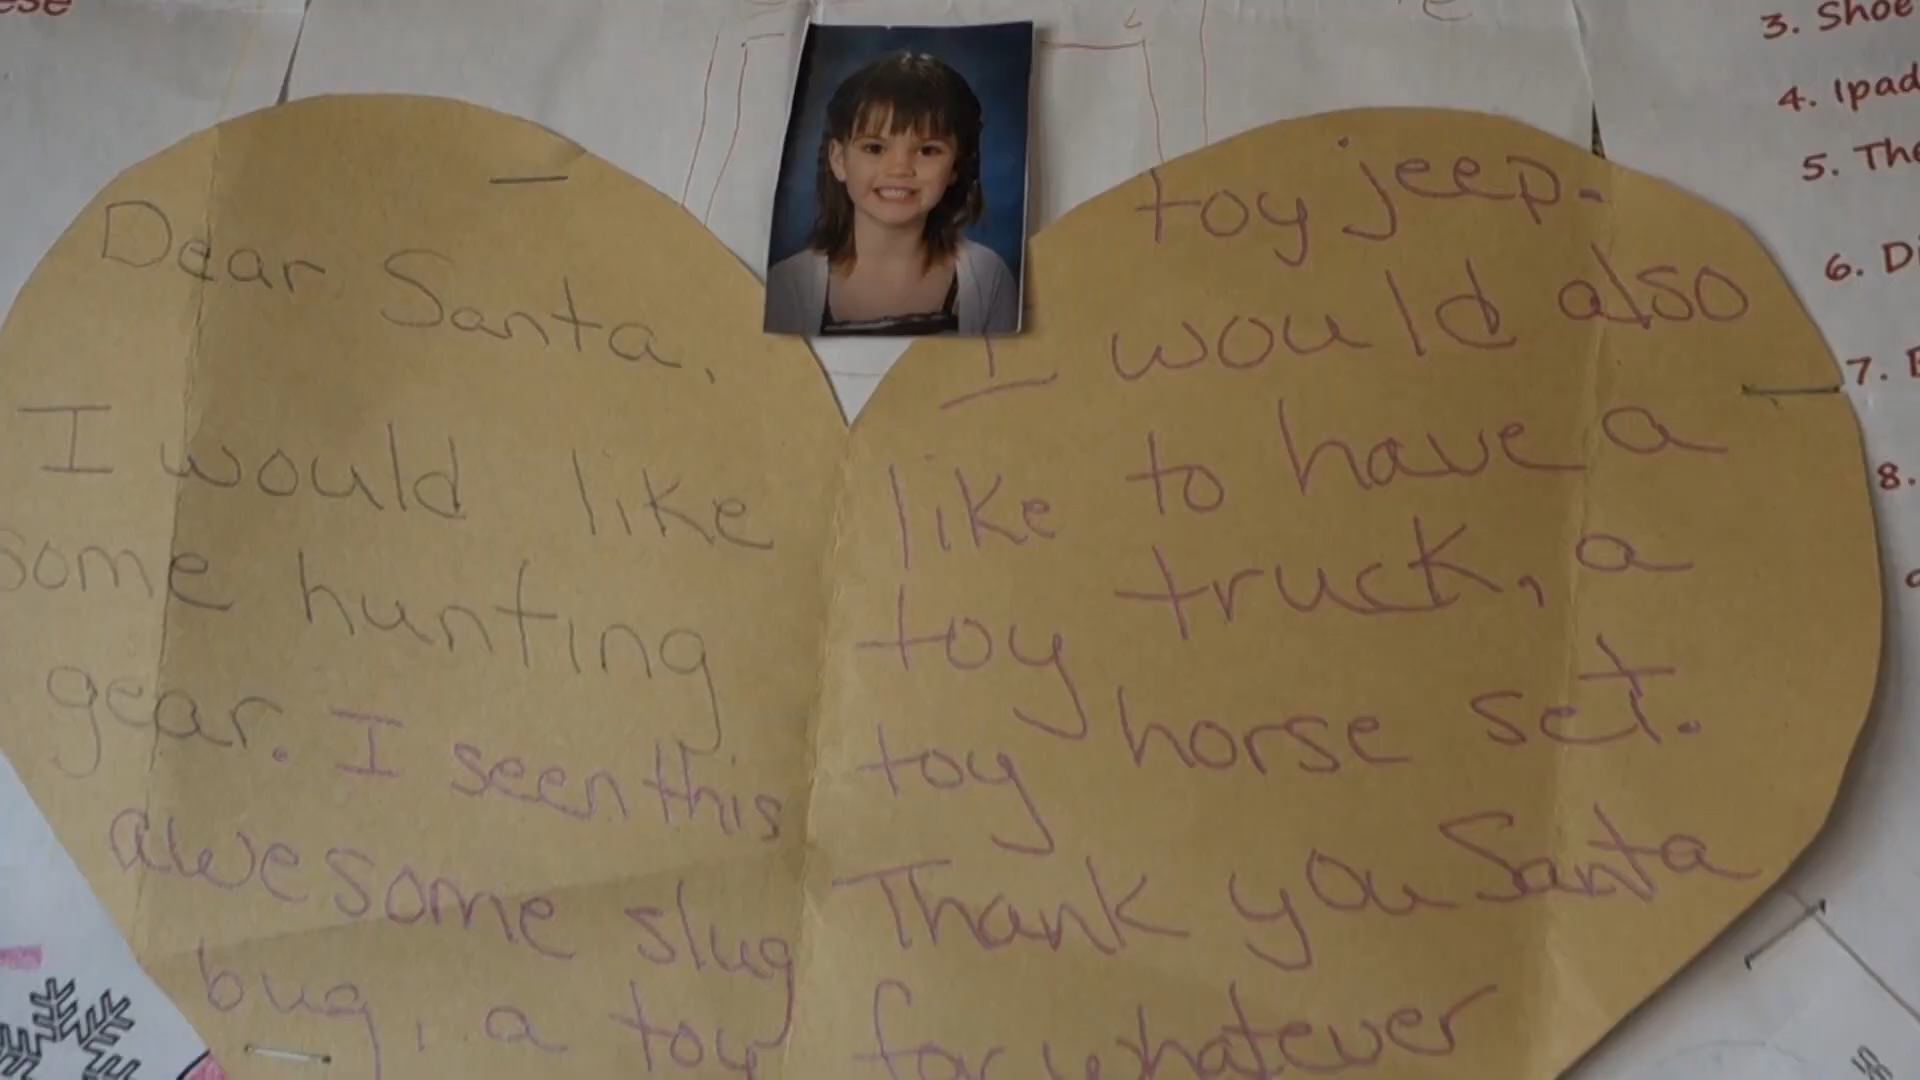 Dear Santa,
I would like
some hunting
gear. I seen this
awesome slug
bug, a toy
toy jeep.
I would also
like to have a
toy truck, a
toy horse set.
Thank you Santa
for whatever
3. Shoe
4. Ipad
5. The
6. Di
7.
8.